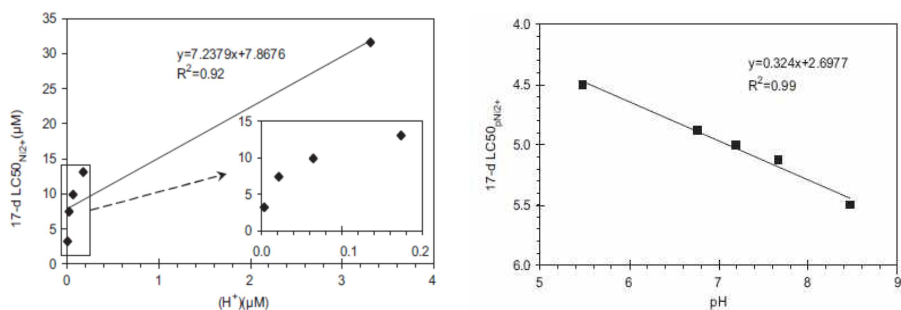 35
30
25
20
15
10
5
0
17-d LC50Ni2+(μM)
y=7.2379x+7.8676
R2=0.92
15
10
5
0
0.0 0.1 0.2
0 1 2 3 4
(H+)(μM)
4.0
4.5
5.0
5.5
6.0
17-d LC50pNi2+
y=0.324x+2.6977
R2=0.99
5 6 7 8 9
pH